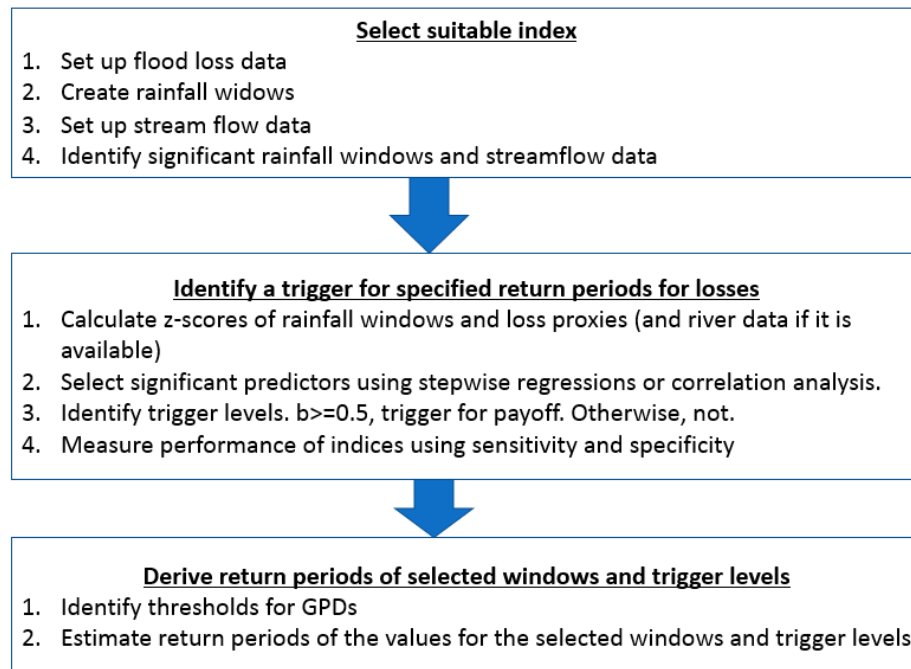 Select suitable index
1. Set up flood loss data
2. Create rainfall widows
3. Set up stream flow data
4. Identify significant rainfall windows and streamflow data
Identify a trigger for specified return periods for losses
1. Calculate z-scores of rainfall windows and loss proxies (and river data if it is
available)
2. Select significant predictors using stepwise regressions or correlation analysis.
3. Identify trigger levels. b>=0.5, trigger for payoff. Otherwise, not.
4. Measure performance of indices using sensitivity and specificity
Derive return periods of selected windows and trigger levels
1. Identify thresholds for GPDs
2. Estimate return periods of the values for the selected windows and trigger levels